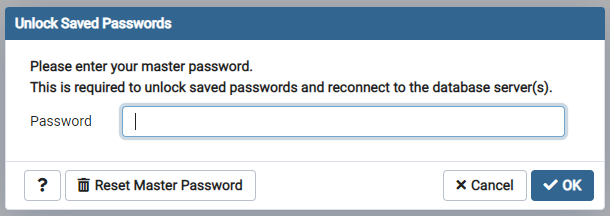 Unlock Saved Passwords
Please enter your master password.
This is required to unlock saved passwords and reconnect to the database server(s).
Password
? Reset Master Password Cancel OK